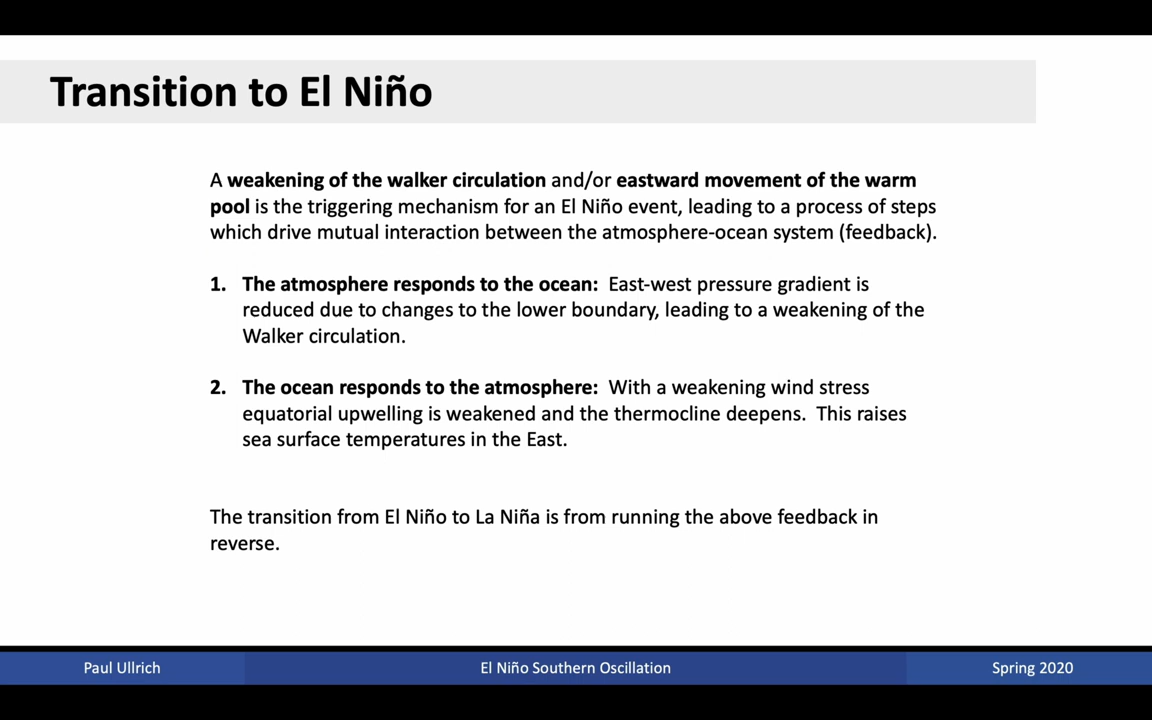 Transition to El Niño
A weakening of the walker circulation and/or eastward movement of the warm
pool is the triggering mechanism for an El Niño event, leading to a process of steps
which drive mutual interaction between the atmosphere-ocean system (feedback).
1. The atmosphere responds to the ocean: East-west pressure gradient is
reduced due to changes to the lower boundary, leading to a weakening of the
Walker circulation.
2. The ocean responds to the atmosphere: With a weakening wind stress
equatorial upwelling is weakened and the thermocline deepens. This raises
sea surface temperatures in the East.
The transition from El Niño to La Niña is from running the above feedback in
reverse.
Paul Ullrich
El Niño Southern Oscillation
Spring 2020